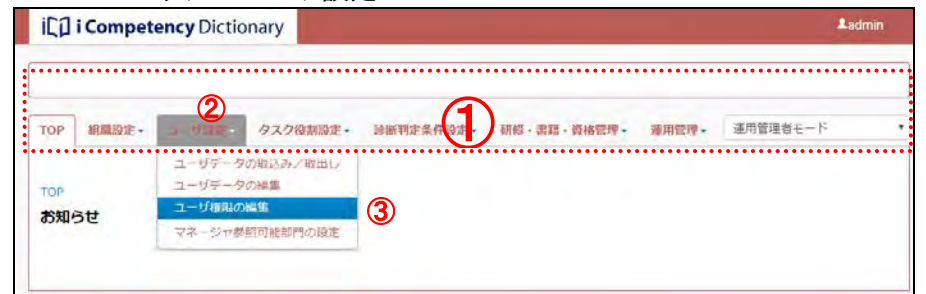 i Competency Dictionary
admin
②
①
TOP 組織設定 ユーザ設定 タスク役割設定 診断判定条件設定 研修・書籍・資格管理 運用管理 運用管理者モード
ユーザデータの取込み/取出し
ユーザデータの編集
ユーザ権限の編集
③
マネージャ参照可能部門の設定
TOP
お知らせ